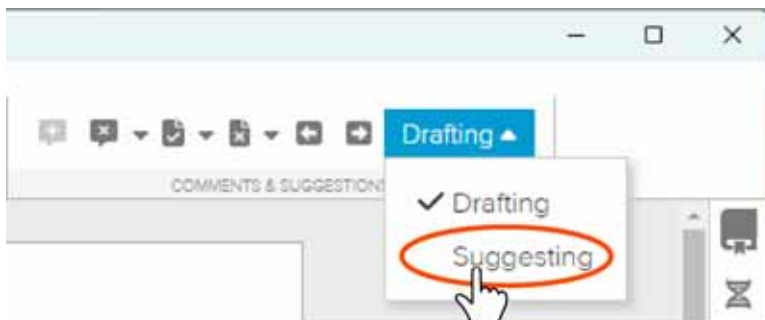 Drafting
COMMENTS & SUGGESTIONS
Drafting
Suggesting